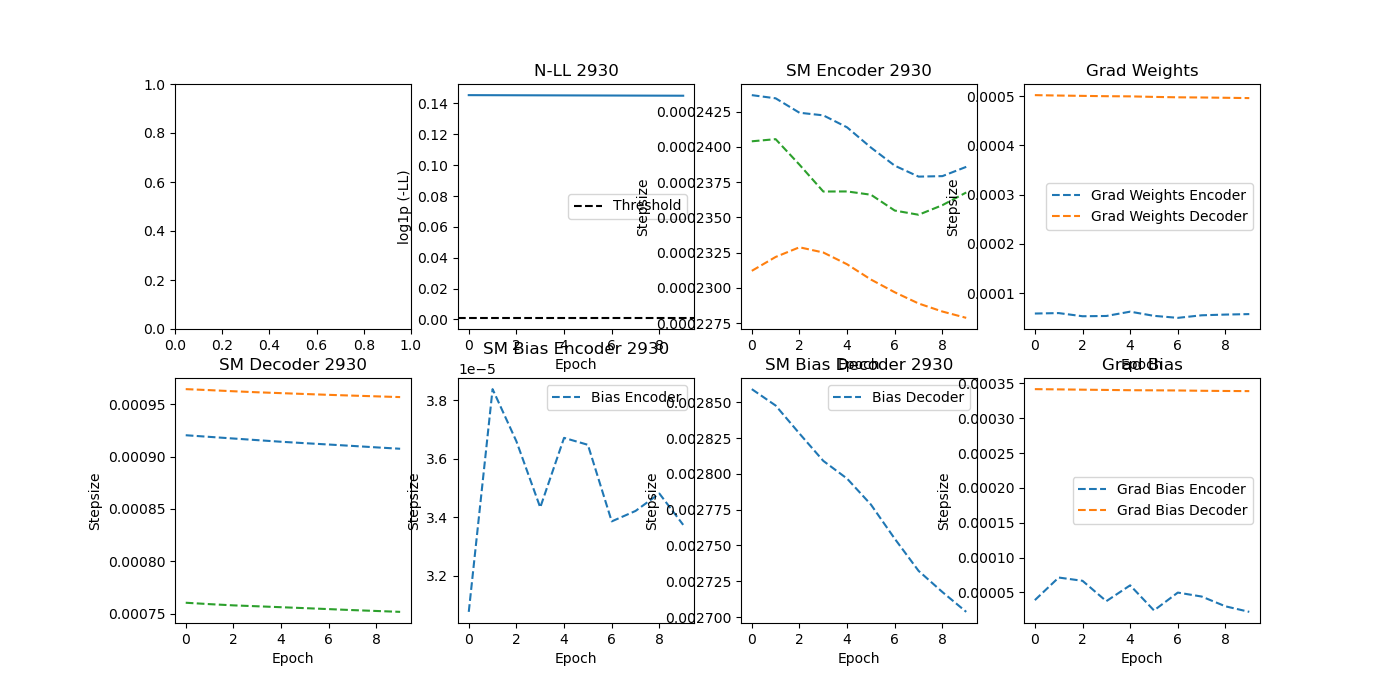 N-LL 2930
SM Encoder 2930
Grad Weights
1.0
0.8
0.6
0.4
0.2
0.0
0.0 0.2 0.4 0.6 0.8 1.0
log1p (-LL)
0.14
0.12
0.10
0.08
0.06
0.04
0.02
0.00
Threshold
0 2 4 6 8
Epoch
Stepsize
0.0002425
0.0002400
0.0002375
0.0002350
0.0002325
0.0002300
0.0002275
0 2 4 6 8
Epoch
Stepsize
0.0005
0.0004
0.0003
0.0002
0.0001
Grad Weights Encoder
Grad Weights Decoder
0 2 4 6 8
Epoch
SM Decoder 2930
SM Bias Encoder 2930
SM Bias Decoder 2930
Grad Bias
Stepsize
0.00095
0.00090
0.00085
0.00080
0.00075
0 2 4 6 8
Epoch
Stepsize
1e−5
3.8
3.6
3.4
3.2
Bias Encoder
0 2 4 6 8
Epoch
Stepsize
0.002850
0.002825
0.002800
0.002775
0.002750
0.002725
0.002700
Bias Decoder
0 2 4 6 8
Epoch
Stepsize
0.00035
0.00030
0.00025
0.00020
0.00015
0.00010
0.00005
Grad Bias Encoder
Grad Bias Decoder
0 2 4 6 8
Epoch